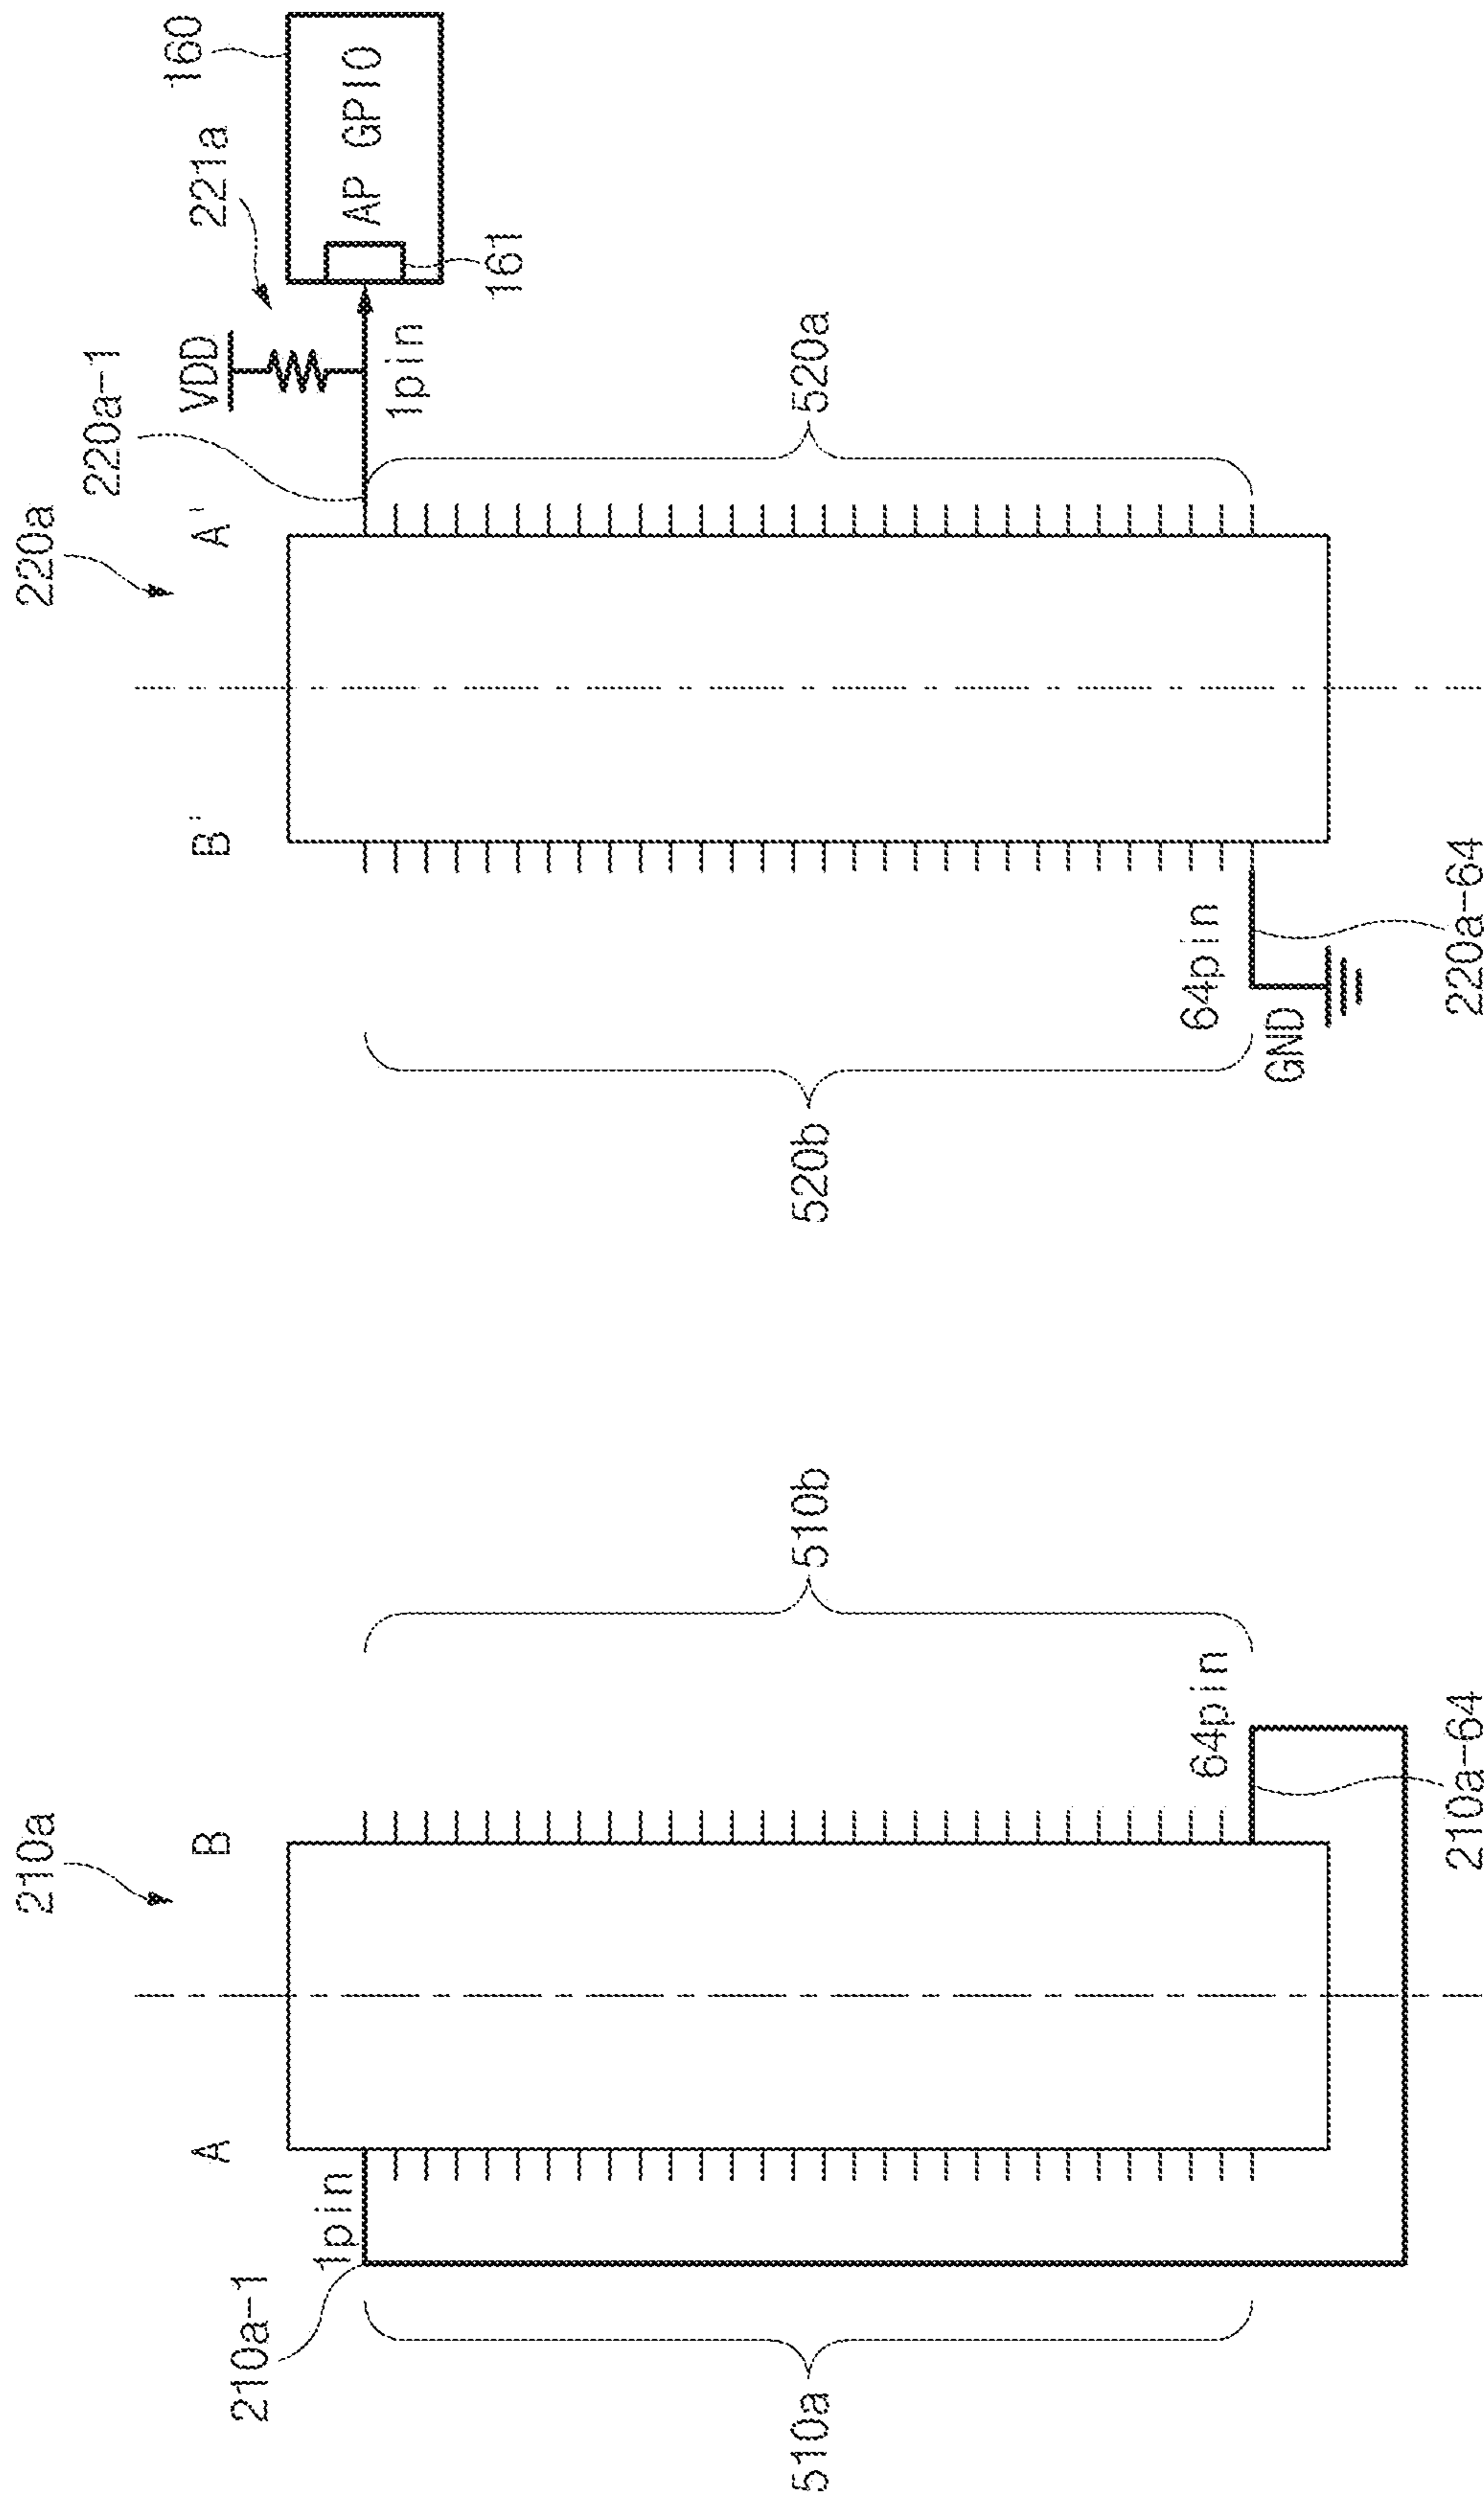 210a
220a
A
B
B'
A'
210a-1
1pin
510a
510b
64pin
210a-64
520b
64pin
GND
220a-64
220a-1
VDD
221a
160
AP GPIO
161
1pin
520a